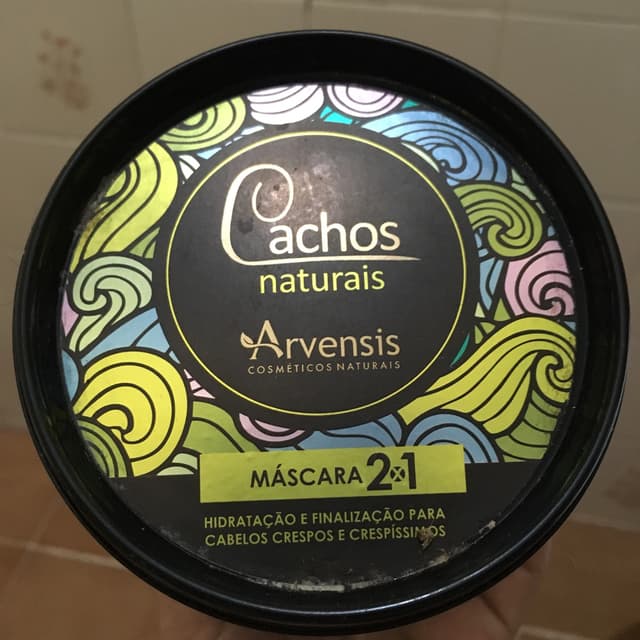 Cachos
naturais
Arvensis
COSMÉTICOS NATURAIS
MÁSCARA 2x1
HIDRATAÇÃO E FINALIZAÇÃO PARA
CABELOS CRESPOS E CRESPÍSSIMOS